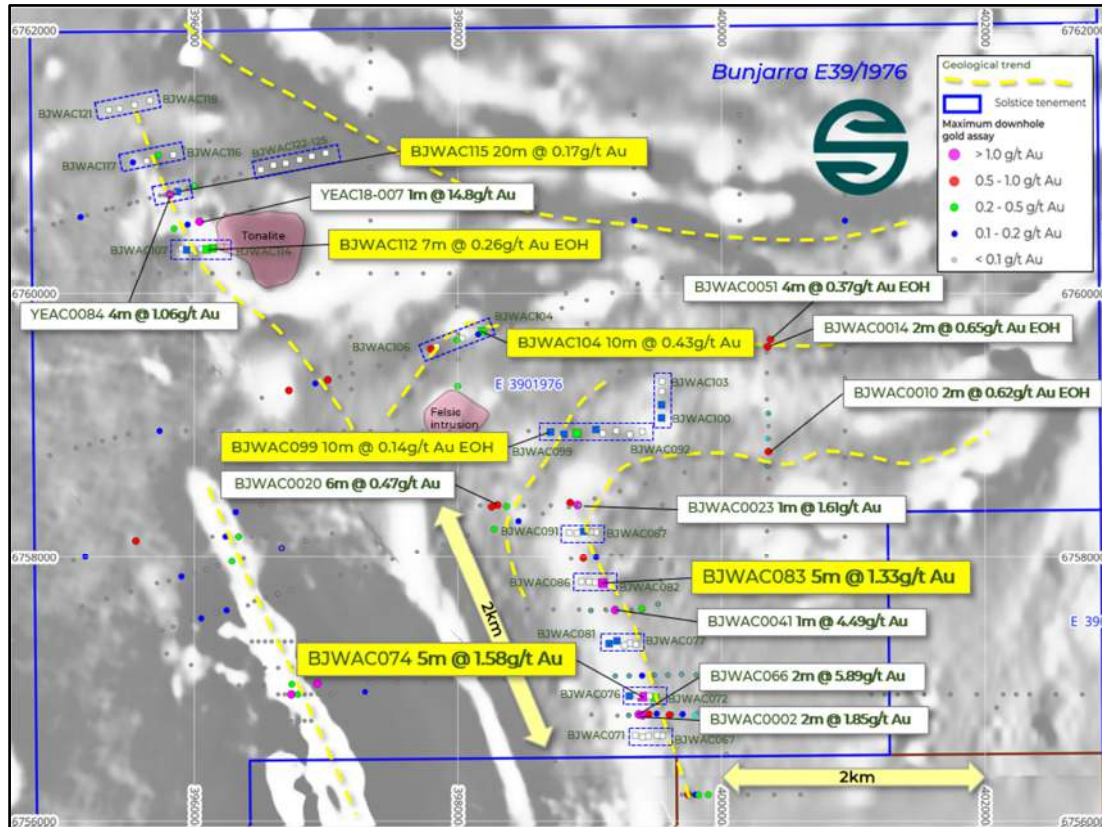 396000
398000
400000
402000
6762000
6762000
Bunjarra E39/1976
Geological trend
Solstice tenement
Maximum downhole
gold assay
> 1.0 g/t Au
0.5 - 1.0 g/t Au
0.2 - 0.5 g/t Au
0.1 - 0.2 g/t Au
< 0.1 g/t Au
BJWAC121
BJWAC118
BJWAC117
BJWAC116
BJWAC122-125
BJWAC115 20m @ 0.17g/t Au
YEAC18-007 1m @ 14.8g/t Au
Tonalite
BJWAC107
BJWAC114
BJWAC112 7m @ 0.26g/t Au EOH
6760000
6760000
YEAC0084 4m @ 1.06g/t Au
BJWAC0051 4m @ 0.37g/t Au EOH
BJWAC0014 2m @ 0.65g/t Au EOH
BJWAC104
BJWAC106
BJWAC104 10m @ 0.43g/t Au
E 3901976
BJWAC103
BJWAC100
BJWAC0010 2m @ 0.62g/t Au EOH
Felsic
intrusion
BJWAC099 10m @ 0.14g/t Au EOH
BJWAC099
BJWAC092
BJWAC0020 6m @ 0.47g/t Au
BJWAC0023 1m @ 1.61g/t Au
BJWAC091
BJWAC087
6758000
6758000
BJWAC086
BJWAC082
BJWAC083 5m @ 1.33g/t Au
2km
BJWAC0041 1m @ 4.49g/t Au
E 390
BJWAC081
BJWAC077
BJWAC074 5m @ 1.58g/t Au
BJWAC066 2m @ 5.89g/t Au
BJWAC076
BJWAC072
BJWAC0002 2m @ 1.85g/t Au
BJWAC071
BJWAC067
2km
6756000
6756000
396000
398000
400000
402000